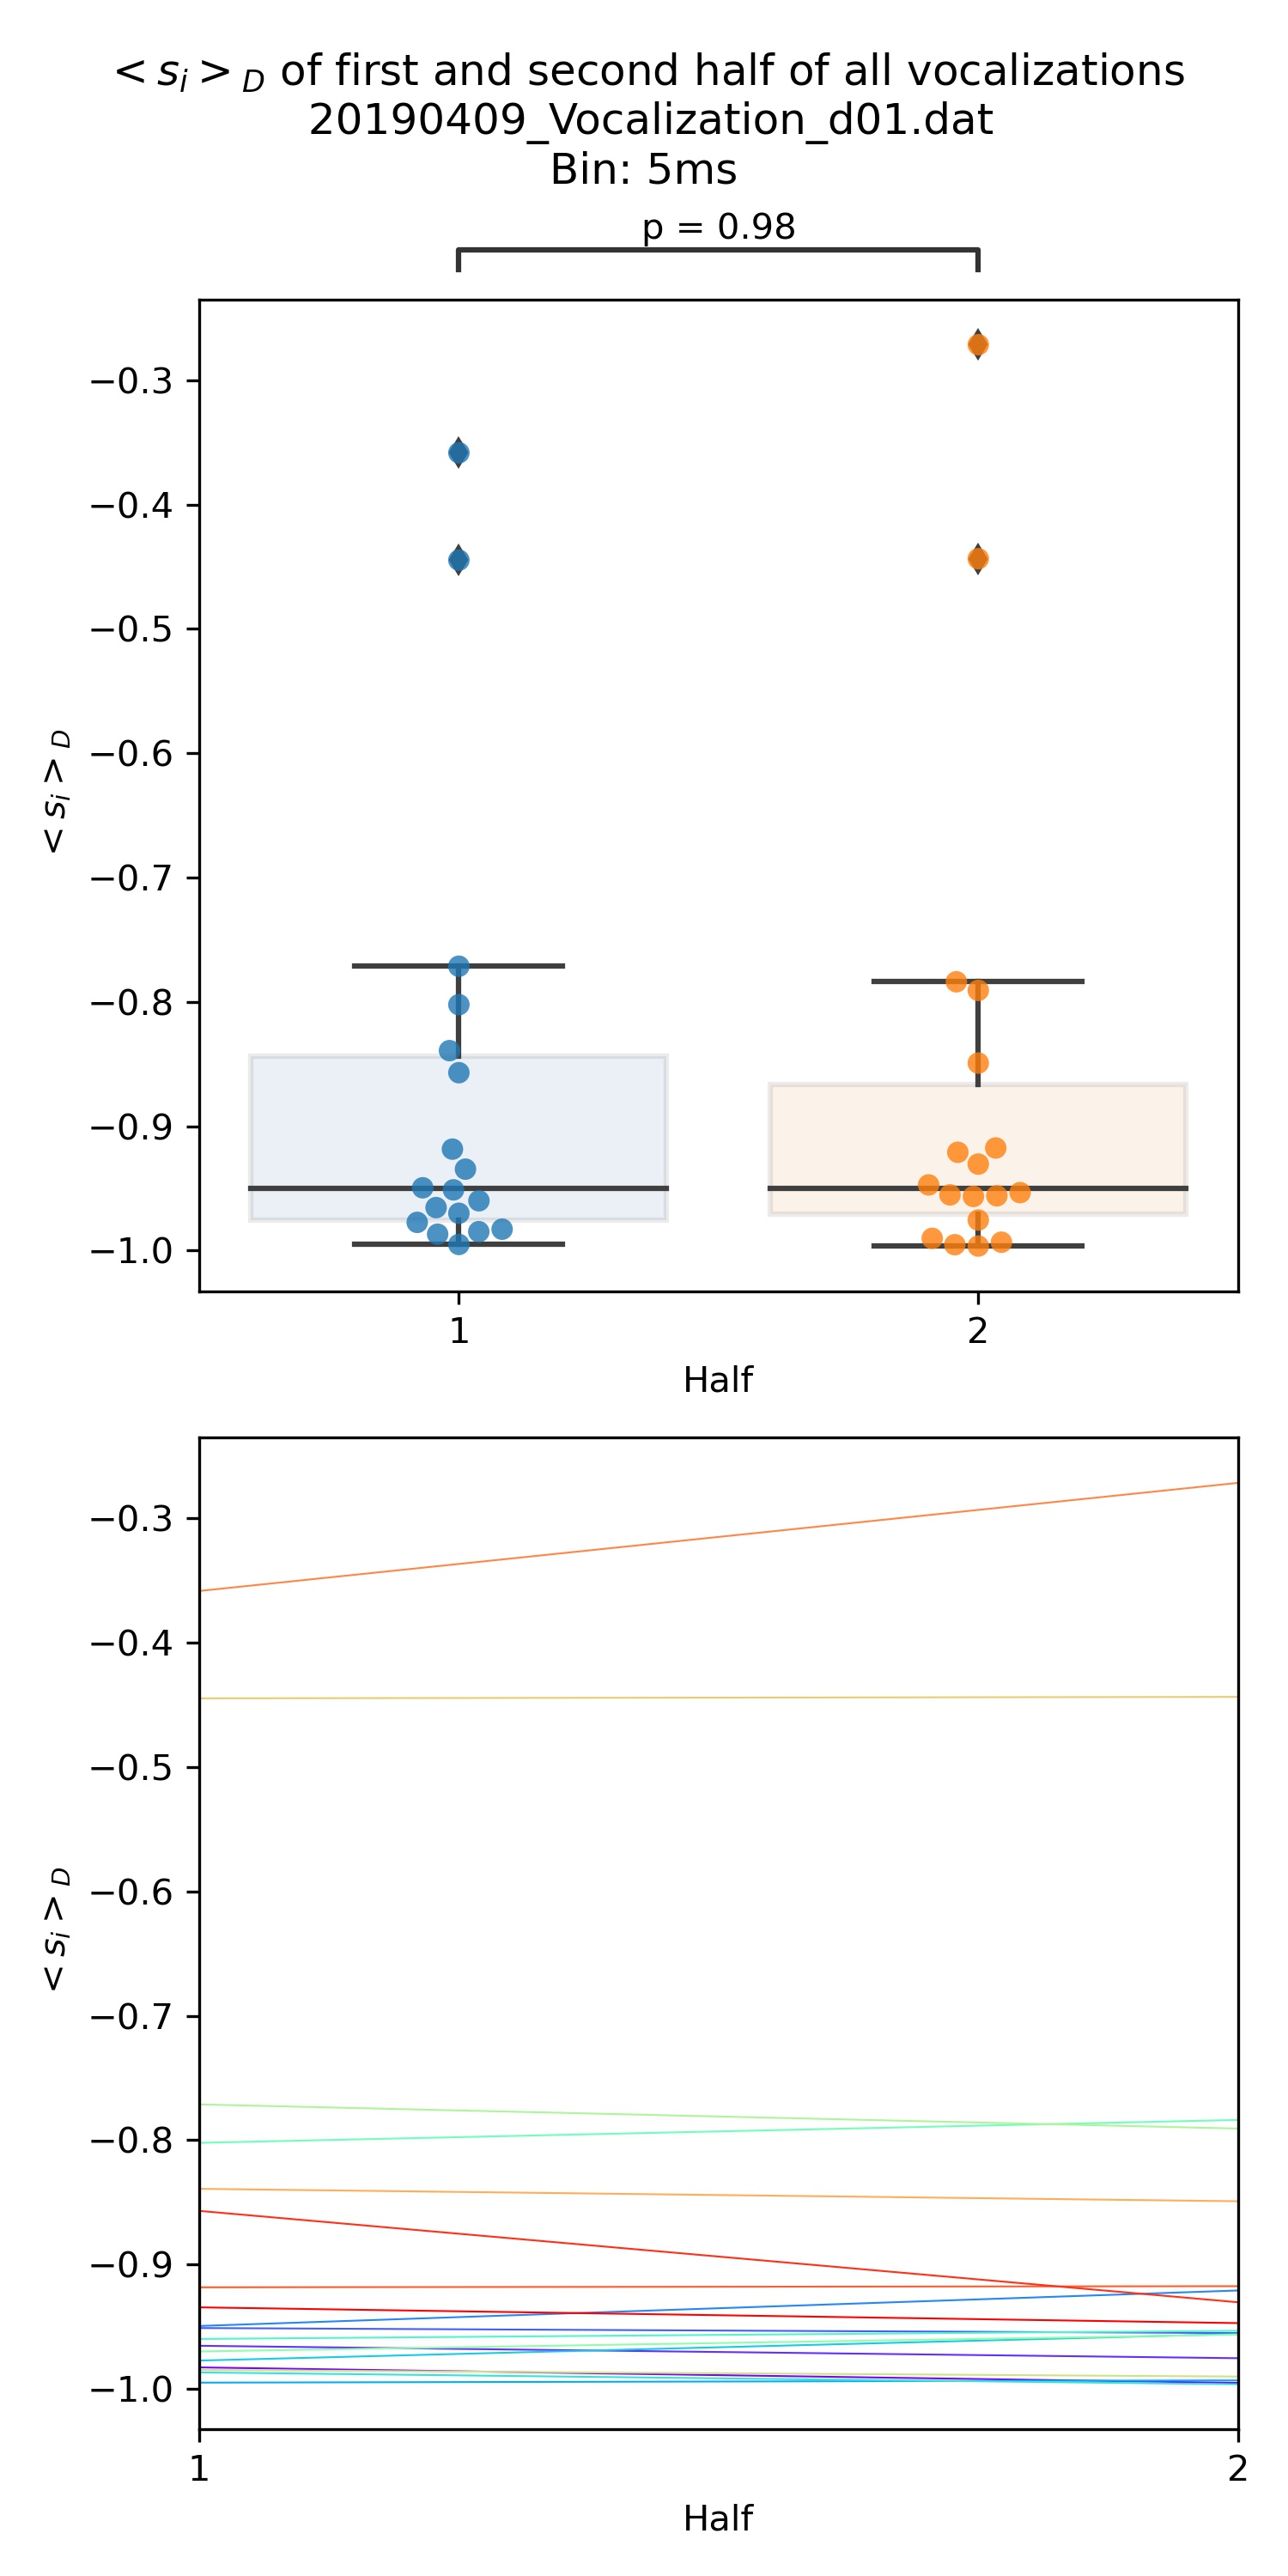 < s_i >_D of first and second half of all vocalizations
20190409_Vocalization_d01.dat
Bin: 5ms
p = 0.98
−0.3
−0.4
−0.5
−0.6
−0.7
−0.8
−0.9
−1.0
< s_i >_D
1 2
Half
−0.3
−0.4
−0.5
−0.6
−0.7
−0.8
−0.9
−1.0
< s_i >_D
1 2
Half